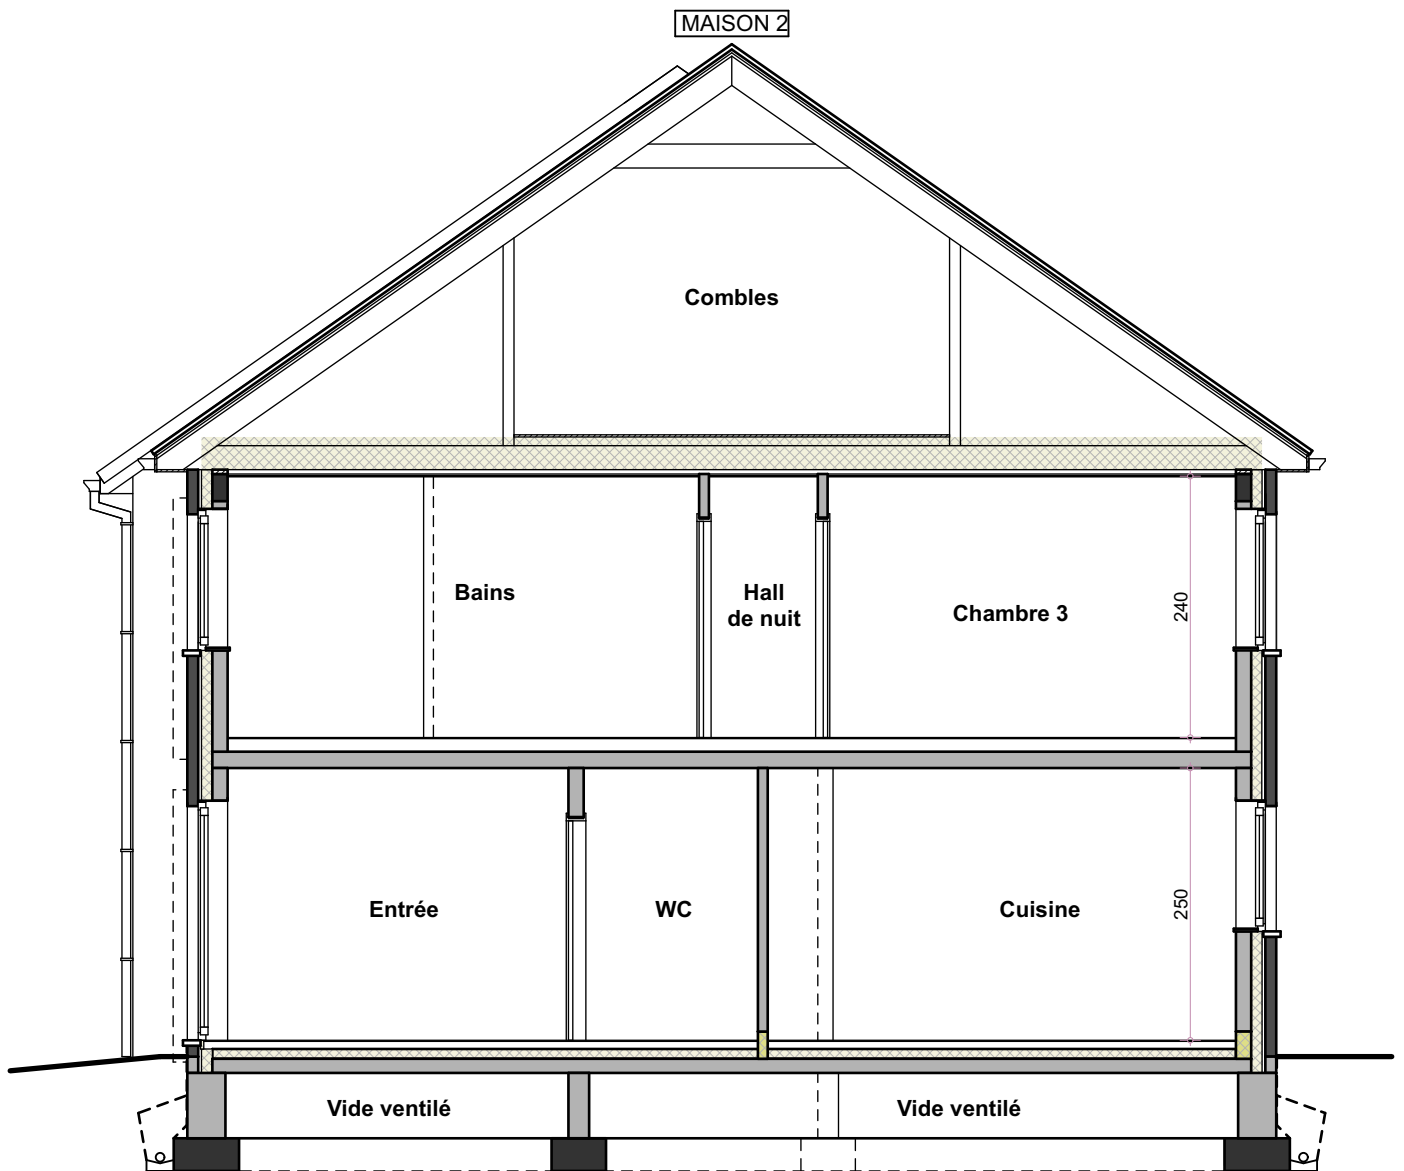 MAISON 2
Combles
Bains
Hall
de nuit
Chambre 3
240
Entrée
WC
Cuisine
250
Vide ventilé
Vide ventilé